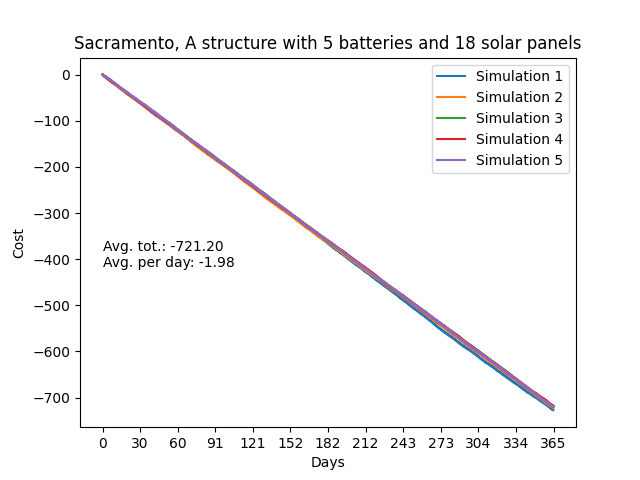 Sacramento, A structure with 5 batteries and 18 solar panels
Simulation 1
Simulation 2
Simulation 3
Simulation 4
Simulation 5
0
−100
−200
−300
−400
−500
−600
−700
Cost
Avg. tot.: -721.20
Avg. per day: -1.98
0 30 60 91 121 152 182 212 243 273 304 334 365
Days